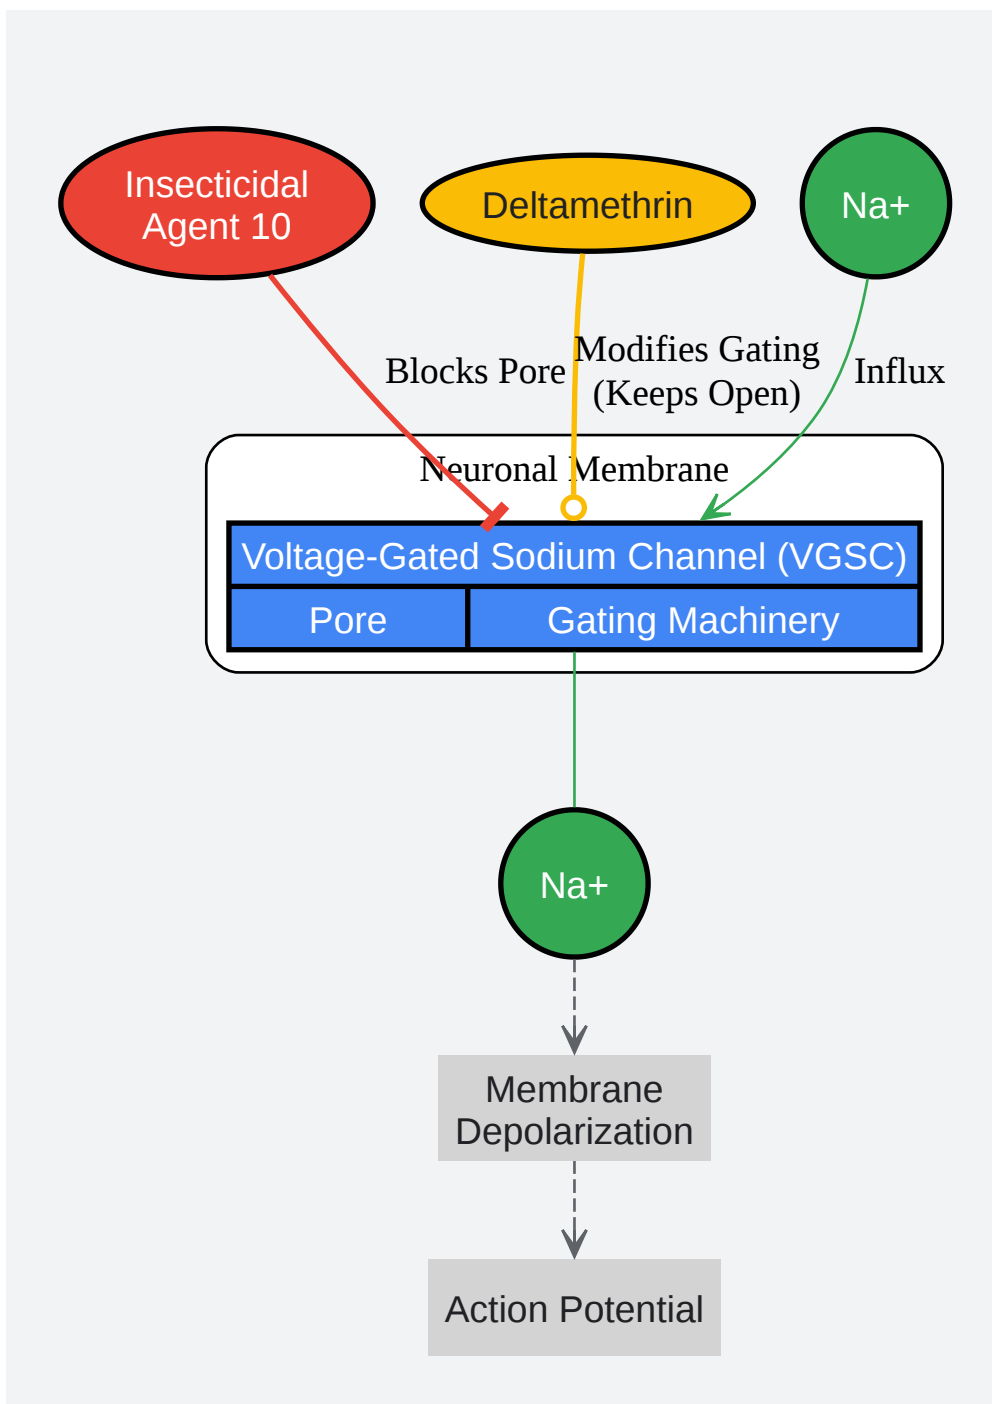 Insecticidal
Agent 10
Deltamethrin
Na+
Blocks Pore
Modifies Gating
(Keeps Open)
Influx
Neuronal Membrane
Voltage-Gated Sodium Channel (VGSC)
Pore
Gating Machinery
Na+
Membrane
Depolarization
Action Potential